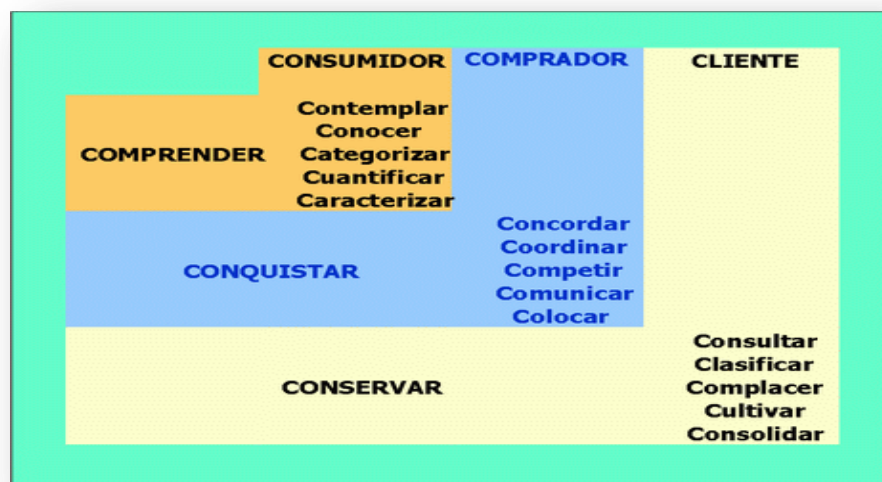 CONSUMIDOR COMPRADOR CLIENTE
Contemplar
Conocer
COMPRENDER Categorizar
Cuantificar
Caracterizar
Concordar
Coordinar
CONQUISTAR Competir
Comunicar
Colocar
Consultar
Clasificar
CONSERVAR Complacer
Cultivar
Consolidar